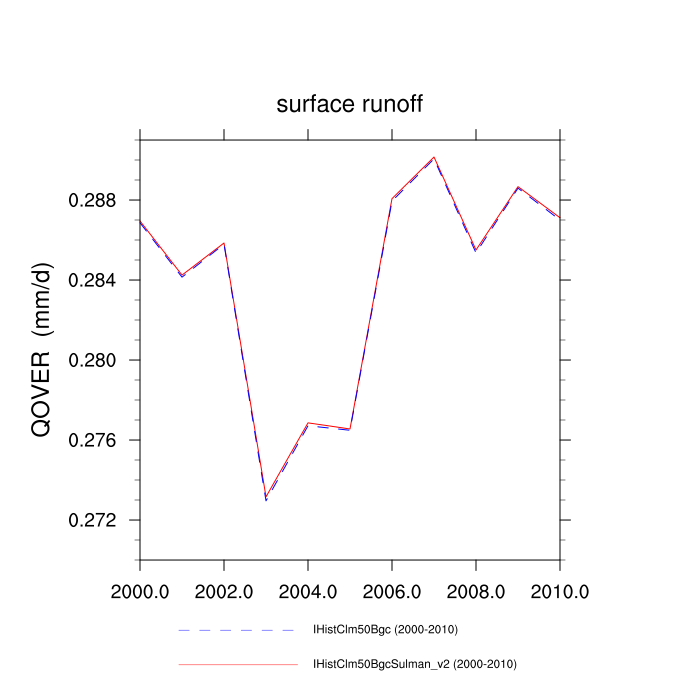 surface runoff
QOVER (mm/d)
0.288
0.284
0.280
0.276
0.272
2000.0 2002.0 2004.0 2006.0 2008.0 2010.0
IHistClm50Bgc (2000-2010)
IHistClm50BgcSulman_v2 (2000-2010)